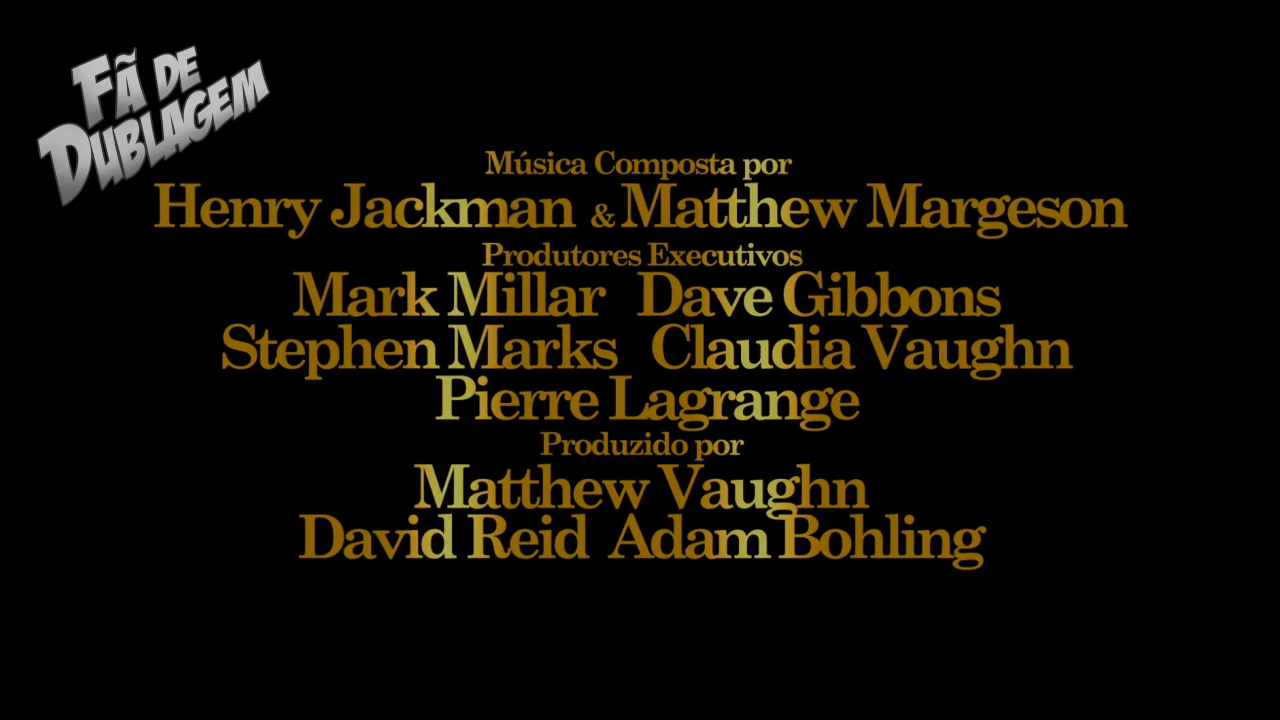 Fã de
Dublagem
Música Composta por
Henry Jackman & Matthew Margeson
Produtores Executivos
Mark Millar Dave Gibbons
Stephen Marks Claudia Vaughn
Pierre Lagrange
Produzido por
Matthew Vaughn
David Reid Adam Bohling